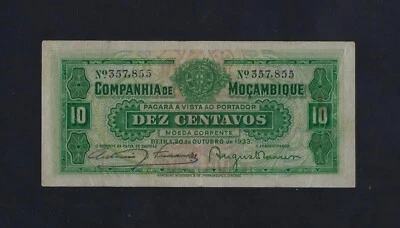 Nº 357,855 Nº 357,855
COMPANHIA DE MOÇAMBIQUE
PAGARÁ Á VISTA AO PORTADOR
10 DEZ CENTAVOS 10
MOEDA CORRENTE
BEIRA, 20 DE OUTUBRO DE 1933.